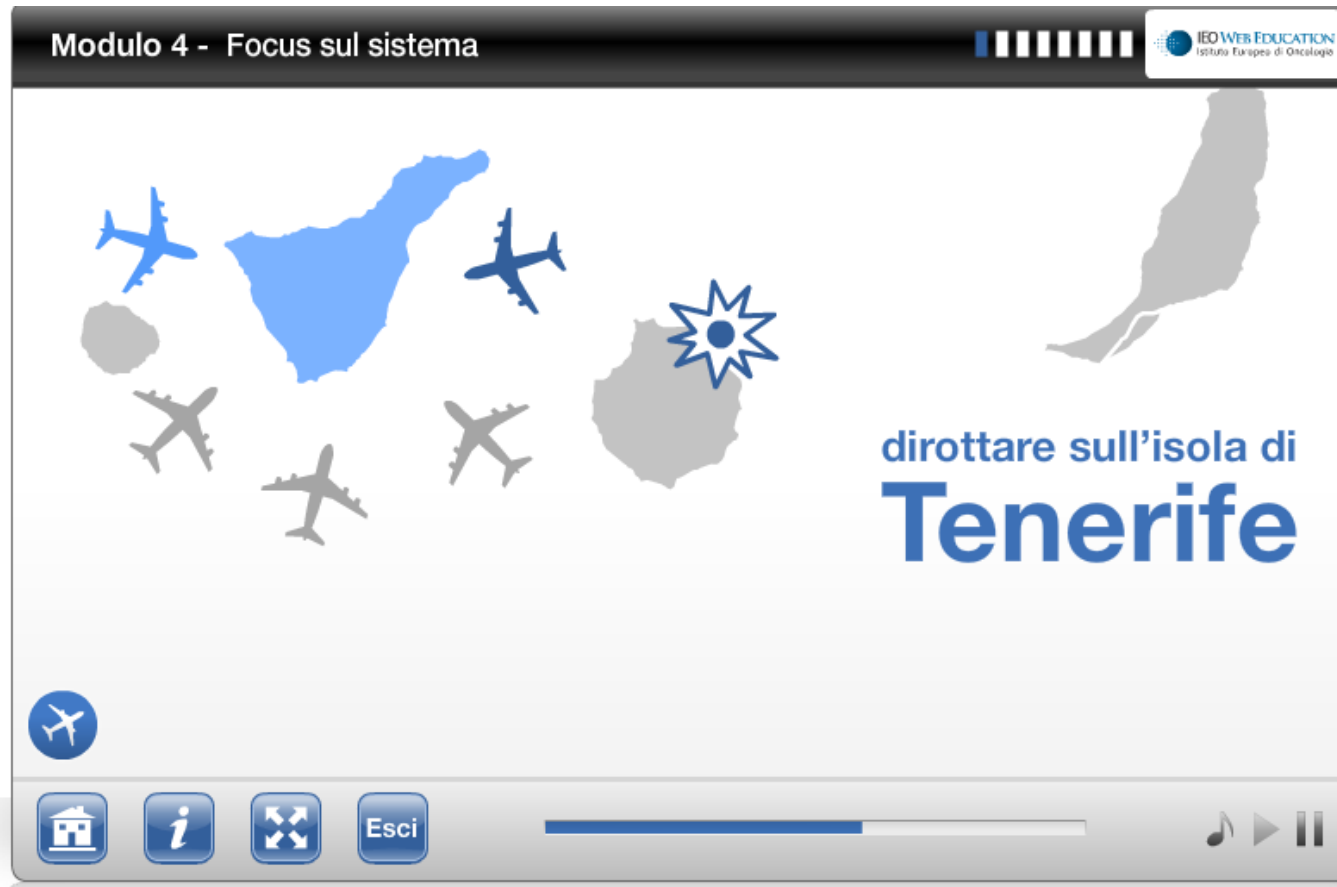 Modulo 4 - Focus sul sistema
IEO WEB EDUCATION
Istituto Europeo di Oncologia
dirottare sull’isola di
Tenerife
i
Esci